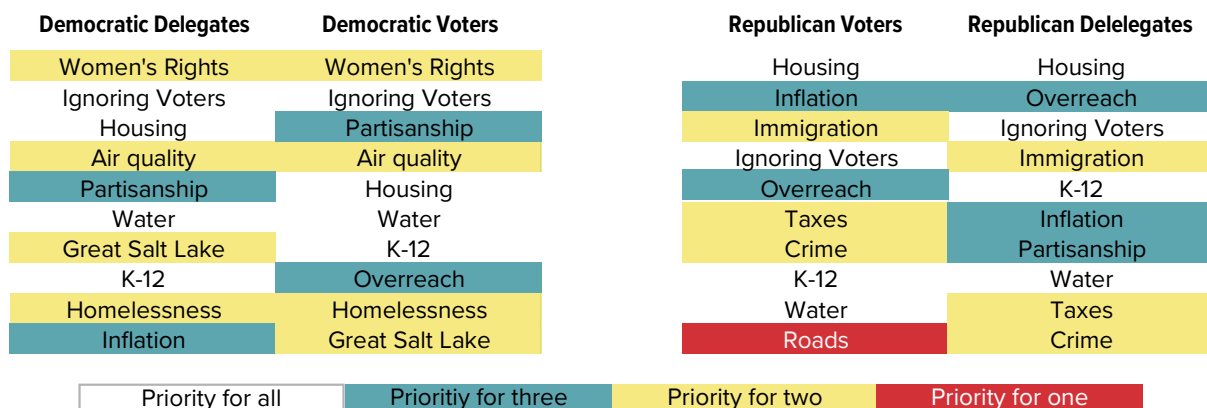 Democratic Delegates Democratic Voters Republican Voters Republican Delelegates
Women's Rights Women's Rights Housing Housing
Ignoring Voters Ignoring Voters Inflation Overreach
Housing Partisanship Immigration Ignoring Voters
Air quality Air quality Ignoring Voters Immigration
Partisanship Housing Overreach K-12
Water Water Taxes Inflation
Great Salt Lake K-12 Crime Partisanship
K-12 Overreach K-12 Water
Homelessness Homelessness Water Taxes
Inflation Great Salt Lake Roads Crime
Priority for all Prioritiy for three Priority for two Priority for one